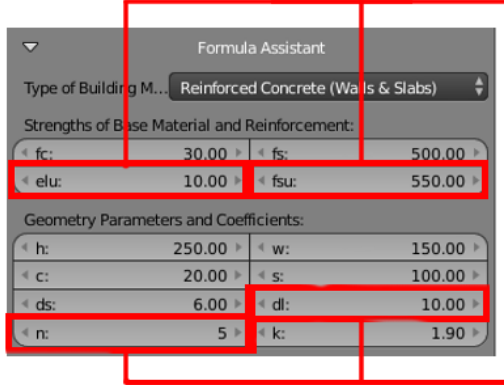 Formula Assistant
Type of Building M... Reinforced Concrete (Walls & Slabs)
Strengths of Base Material and Reinforcement:
fc: 30.00 fs: 500.00
elu: 10.00 fsu: 550.00
Geometry Parameters and Coefficients:
h: 250.00 w: 150.00
c: 20.00 s: 100.00
ds: 6.00 dl: 10.00
n: 5 k: 1.90